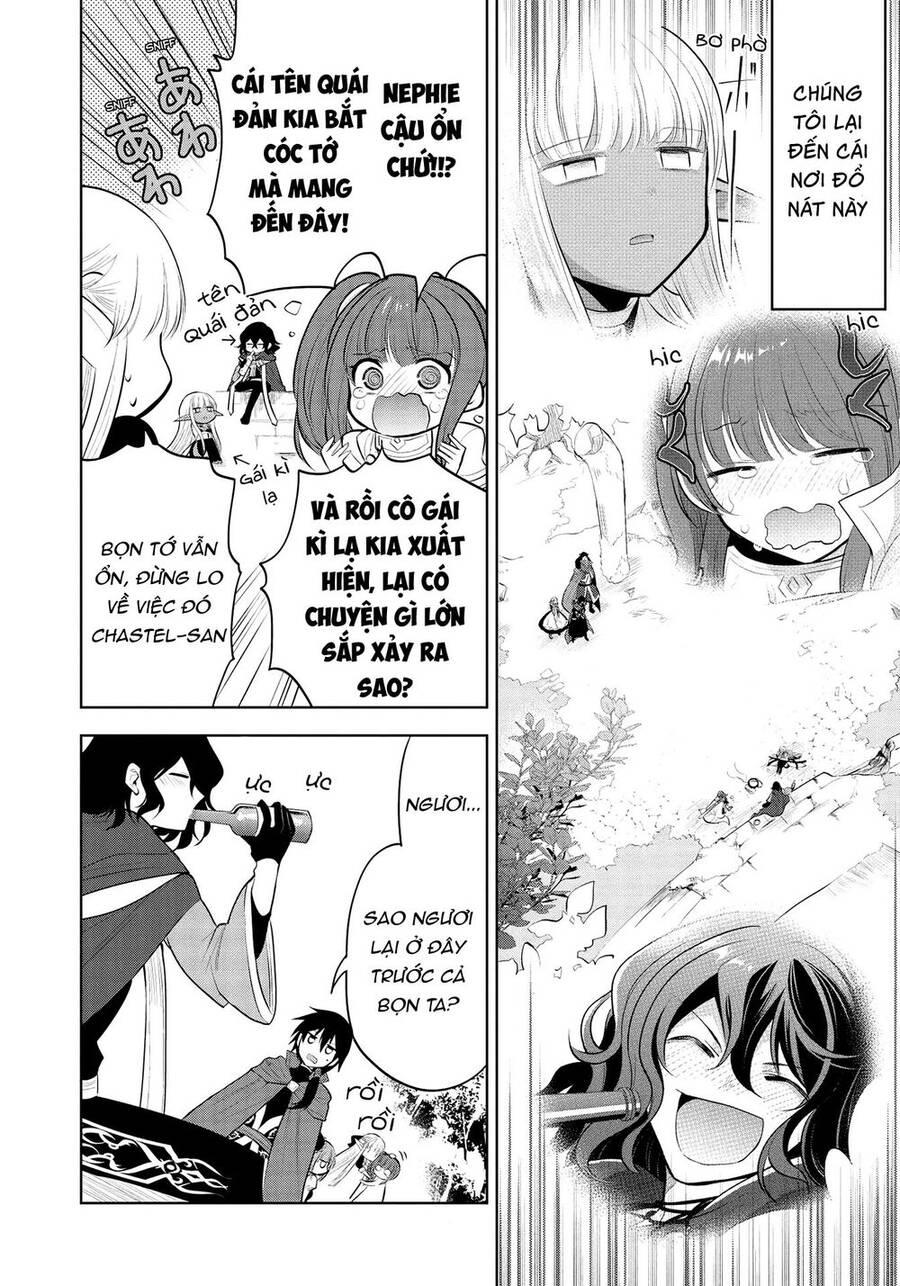 CHÚNG
TÔI LẠI
ĐẾN CÁI
NƠI ĐỔ
NÁT NÀY
BƠ PHỜ
hic
hic
NEPHIE
CẬU ỔN
CHỨ!!?
CÁI TÊN QUÁI
ĐẢN KIA BẮT
CÓC TỚ
MÀ MANG
ĐẾN ĐÂY!
SNIFF
SNIFF
あわ
あわ
tên
quái đản
Gái kì
lạ
VÀ RỒI CÔ GÁI
KÌ LẠ KIA XUẤT
HIỆN, LẠI CÓ
CHUYỆN GÌ LỚN
SẮP XẢY RA
SAO?
BỌN TỚ VẪN
ỔN, ĐỪNG LO
VỀ VIỆC ĐÓ
CHASTEL-SAN
NGƯƠI...
SAO NGƯƠI
LẠI Ở ĐÂY
TRƯỚC CẢ
BỌN TA?
ực
ực
rồi
rồi